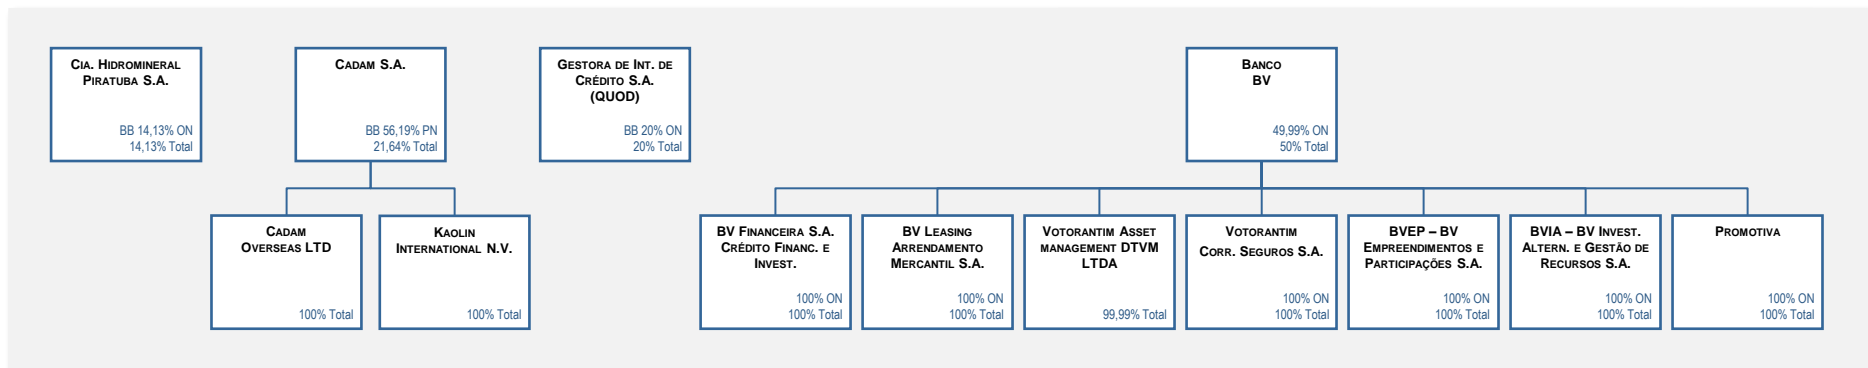 CIA. HIDROMINERAL
PIRATUBA S.A.
BB 14,13% ON
14,13% Total
CADAM S.A.
BB 56,19% PN
21,64% Total
GESTORA DE INT. DE
CRÉDITO S.A.
(QUOD)
BB 20% ON
20% Total
BANCO
BV
49,99% ON
50% Total
CADAM
OVERSEAS LTD
100% Total
KAOLIN
INTERNATIONAL N.V.
100% Total
BV FINANCEIRA S.A.
CRÉDITO FINANC. E
INVEST.
100% ON
100% Total
BV LEASING
ARRENDAMENTO
MERCANTIL S.A.
100% ON
100% Total
VOTORANTIM ASSET
MANAGEMENT DTVM
LTDA
99,99% Total
VOTORANTIM
CORR. SEGUROS S.A.
100% ON
100% Total
BVEP – BV
EMPREENDIMENTOS E
PARTICIPAÇÕES S.A.
100% ON
100% Total
BVIA – BV INVEST.
ALTERN. E GESTÃO DE
RECURSOS S.A.
100% ON
100% Total
PROMOTIVA
100% ON
100% Total